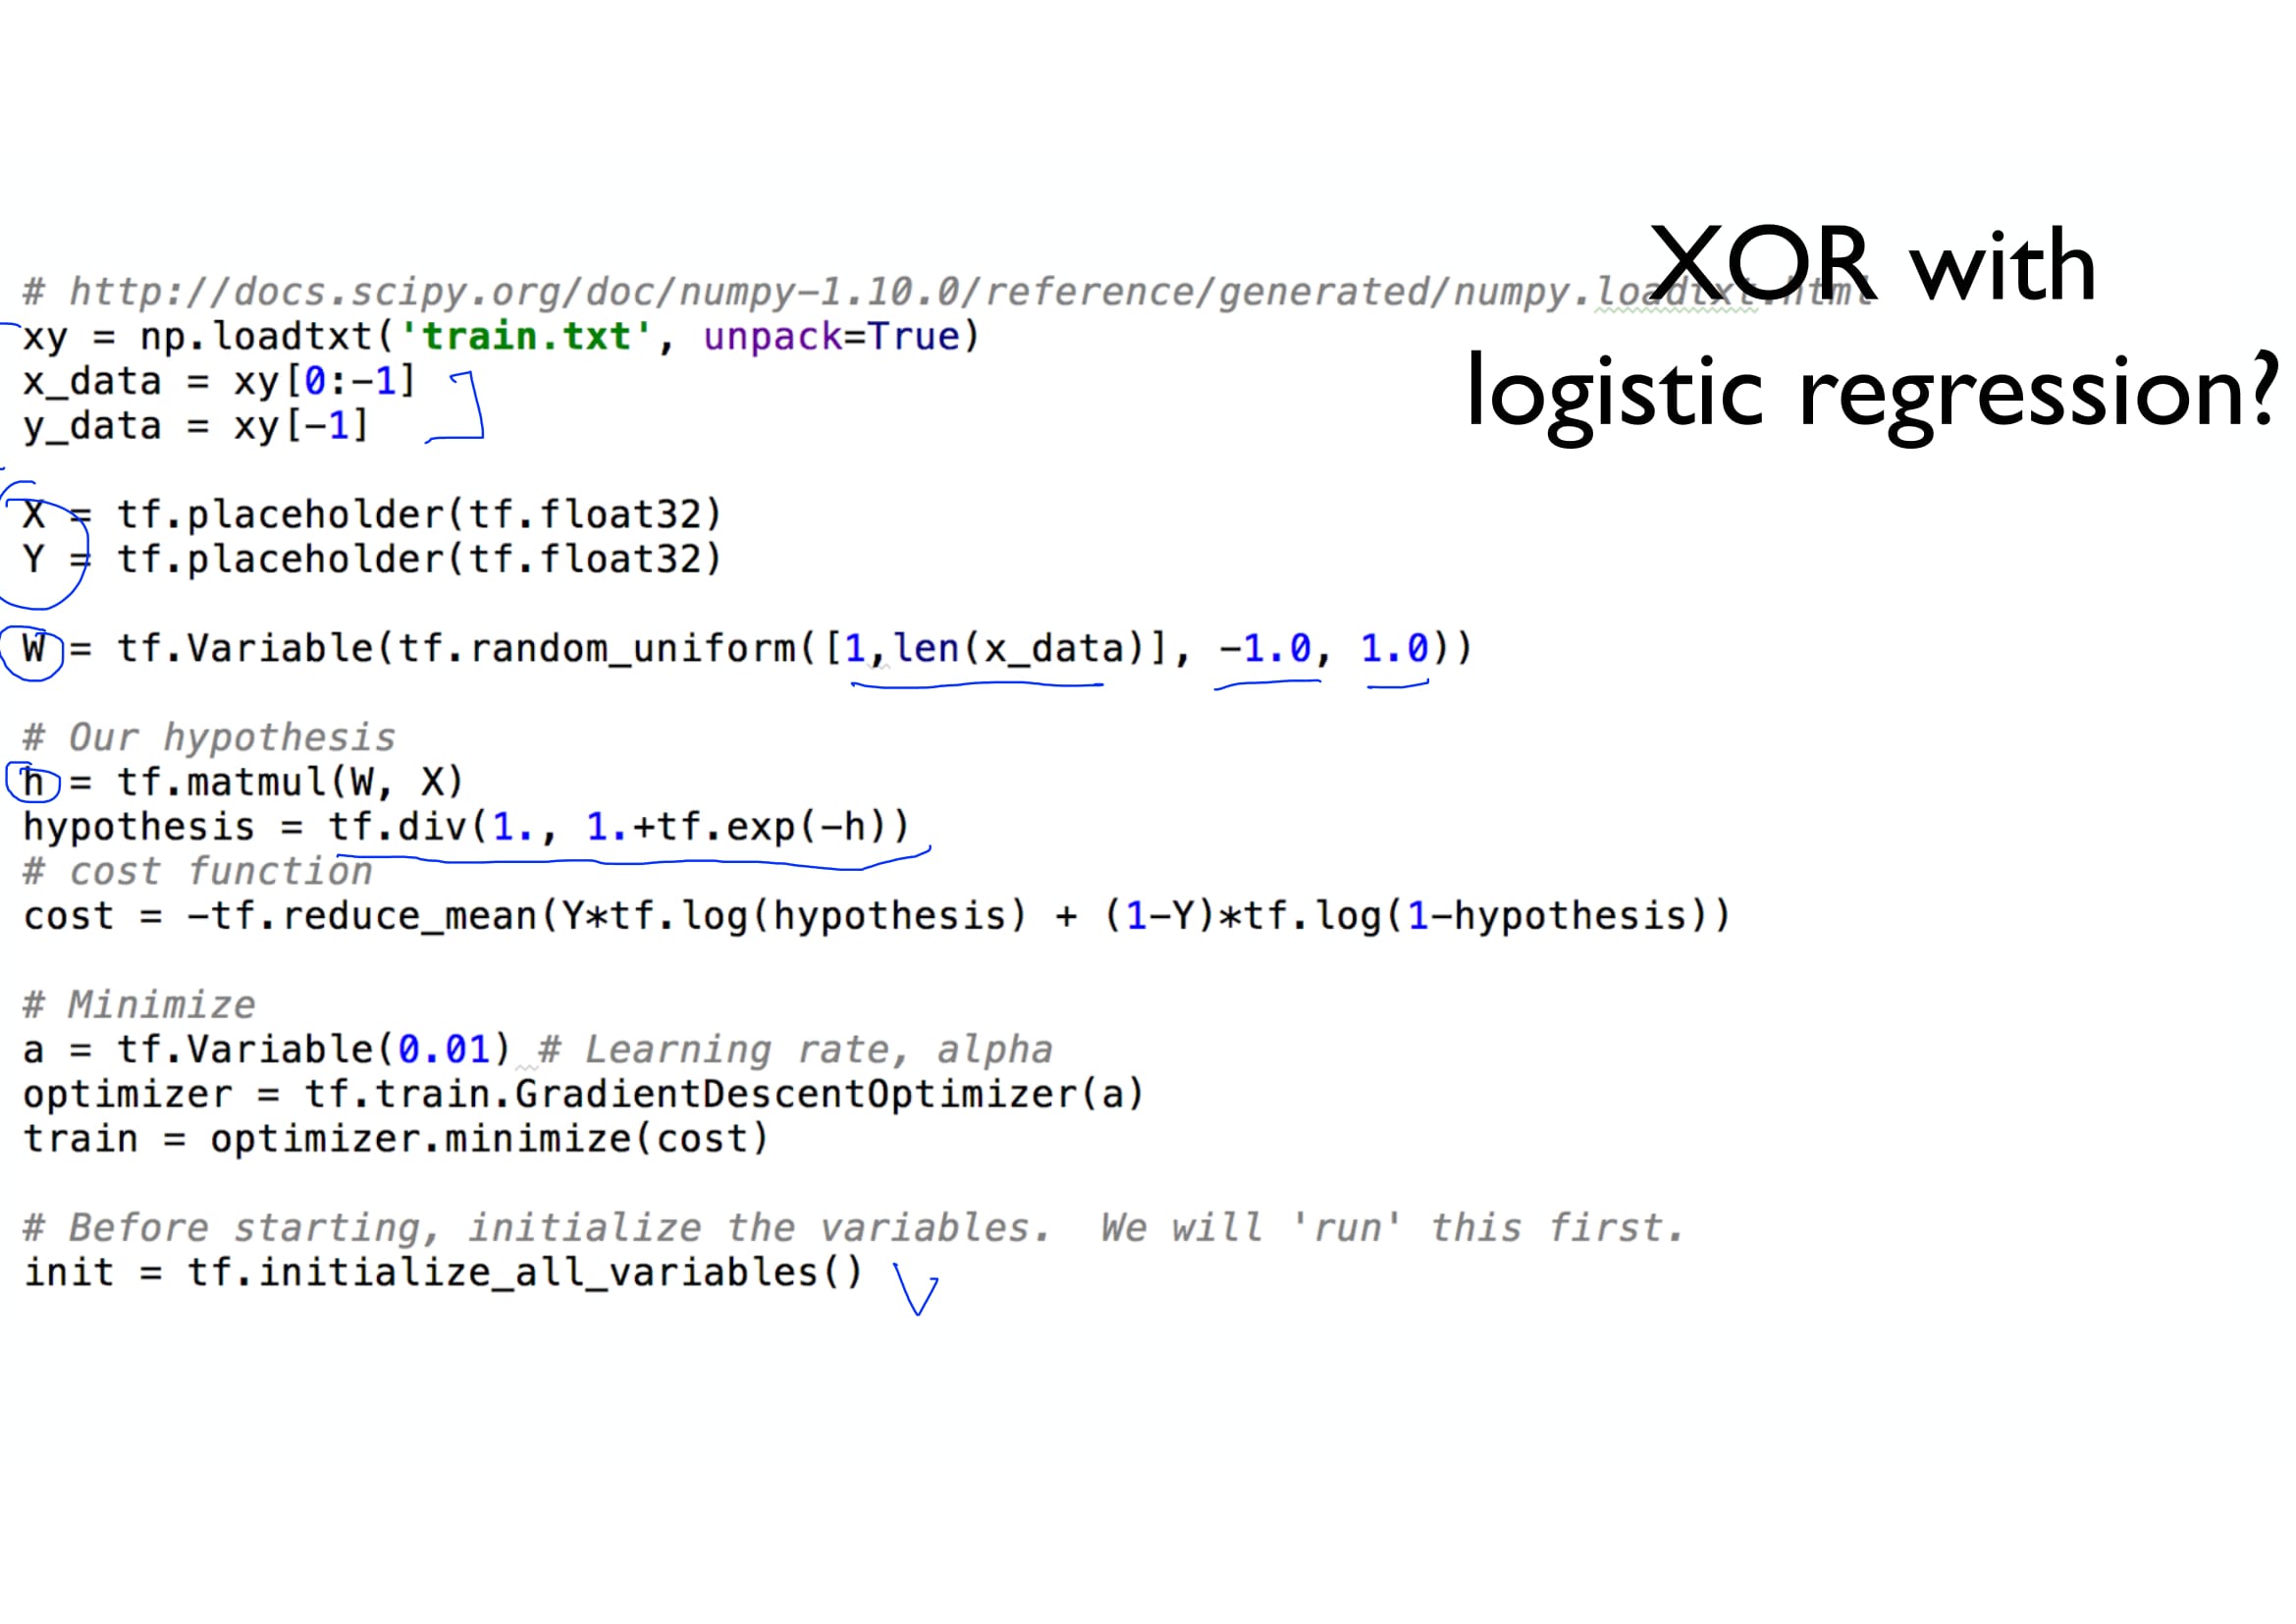 XOR with
logistic regression?
# http://docs.scipy.org/doc/numpy-1.10.0/reference/generated/numpy.loadtxt.html
xy = np.loadtxt('train.txt', unpack=True)
x_data = xy[0:-1]
y_data = xy[-1]
X = tf.placeholder(tf.float32)
Y = tf.placeholder(tf.float32)
W = tf.Variable(tf.random_uniform([1,len(x_data)], -1.0, 1.0))
# Our hypothesis
h = tf.matmul(W, X)
hypothesis = tf.div(1., 1.+tf.exp(-h))
# cost function
cost = -tf.reduce_mean(Y*tf.log(hypothesis) + (1-Y)*tf.log(1-hypothesis))
# Minimize
a = tf.Variable(0.01) # Learning rate, alpha
optimizer = tf.train.GradientDescentOptimizer(a)
train = optimizer.minimize(cost)
# Before starting, initialize the variables. We will 'run' this first.
init = tf.initialize_all_variables()